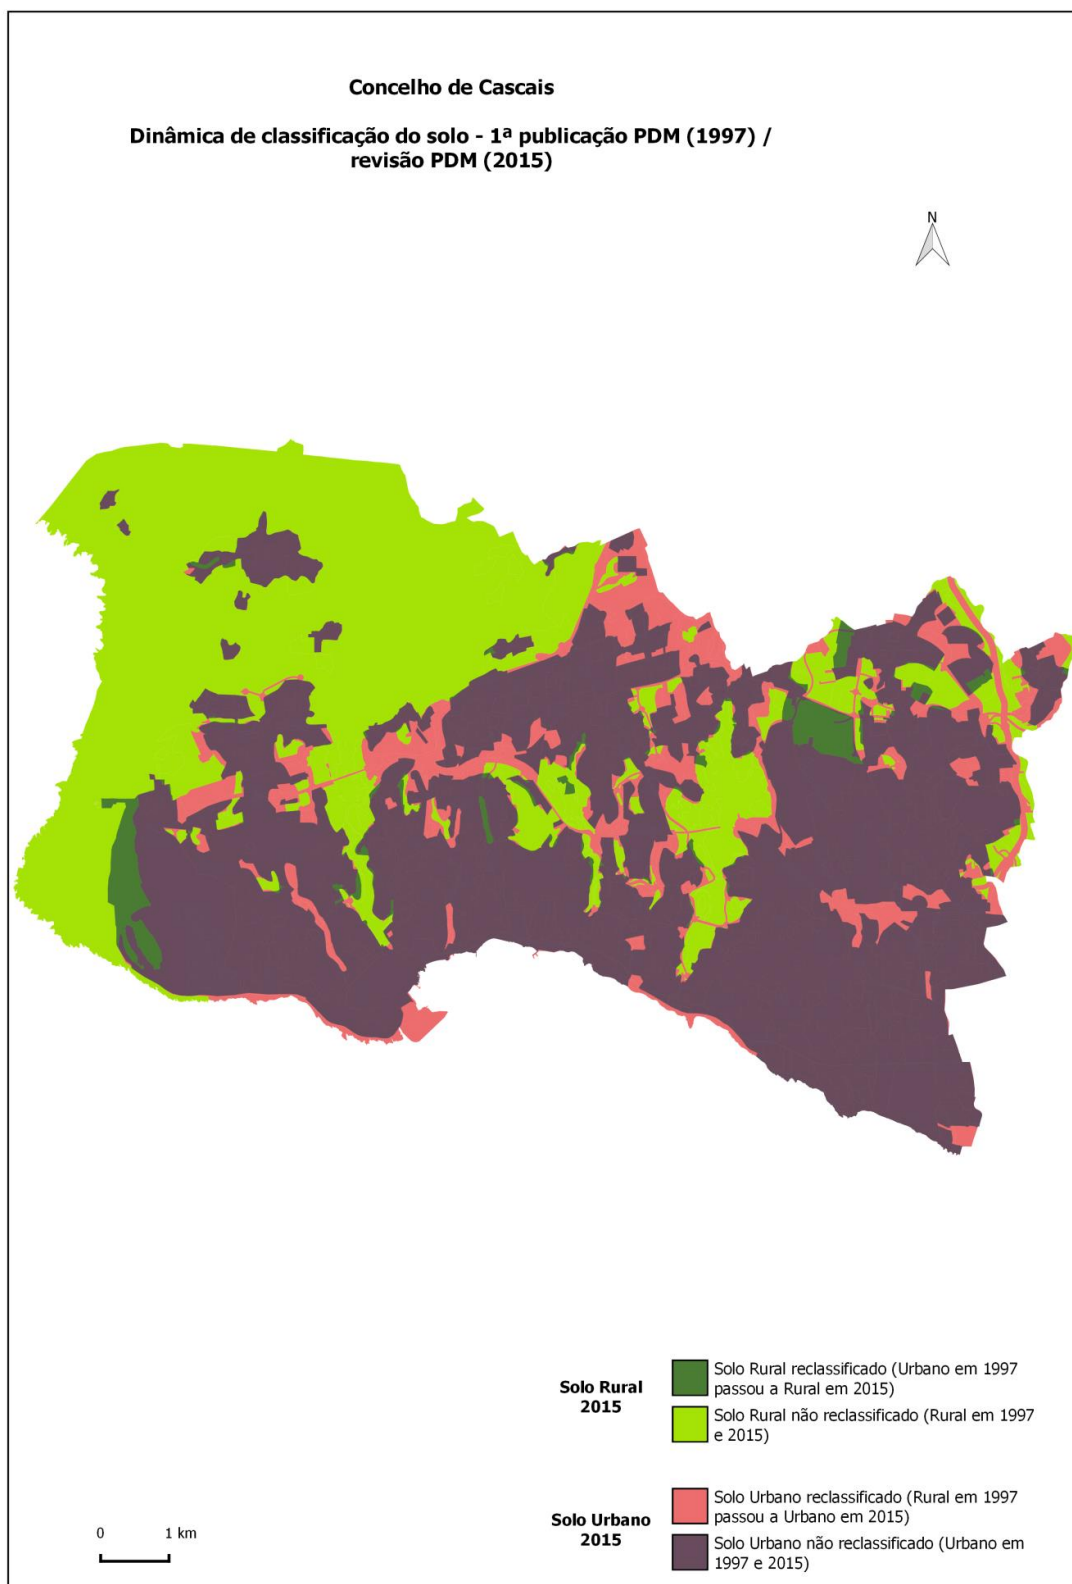 Concelho de Cascais
Dinâmica de classificação do solo - 1ª publicação PDM (1997) /
revisão PDM (2015)
N
Solo Rural
2015
Solo Rural reclassificado (Urbano em 1997
passou a Rural em 2015)
Solo Rural não reclassificado (Rural em 1997
e 2015)
Solo Urbano
2015
Solo Urbano reclassificado (Rural em 1997
passou a Urbano em 2015)
Solo Urbano não reclassificado (Urbano em
1997 e 2015)
0 1 km